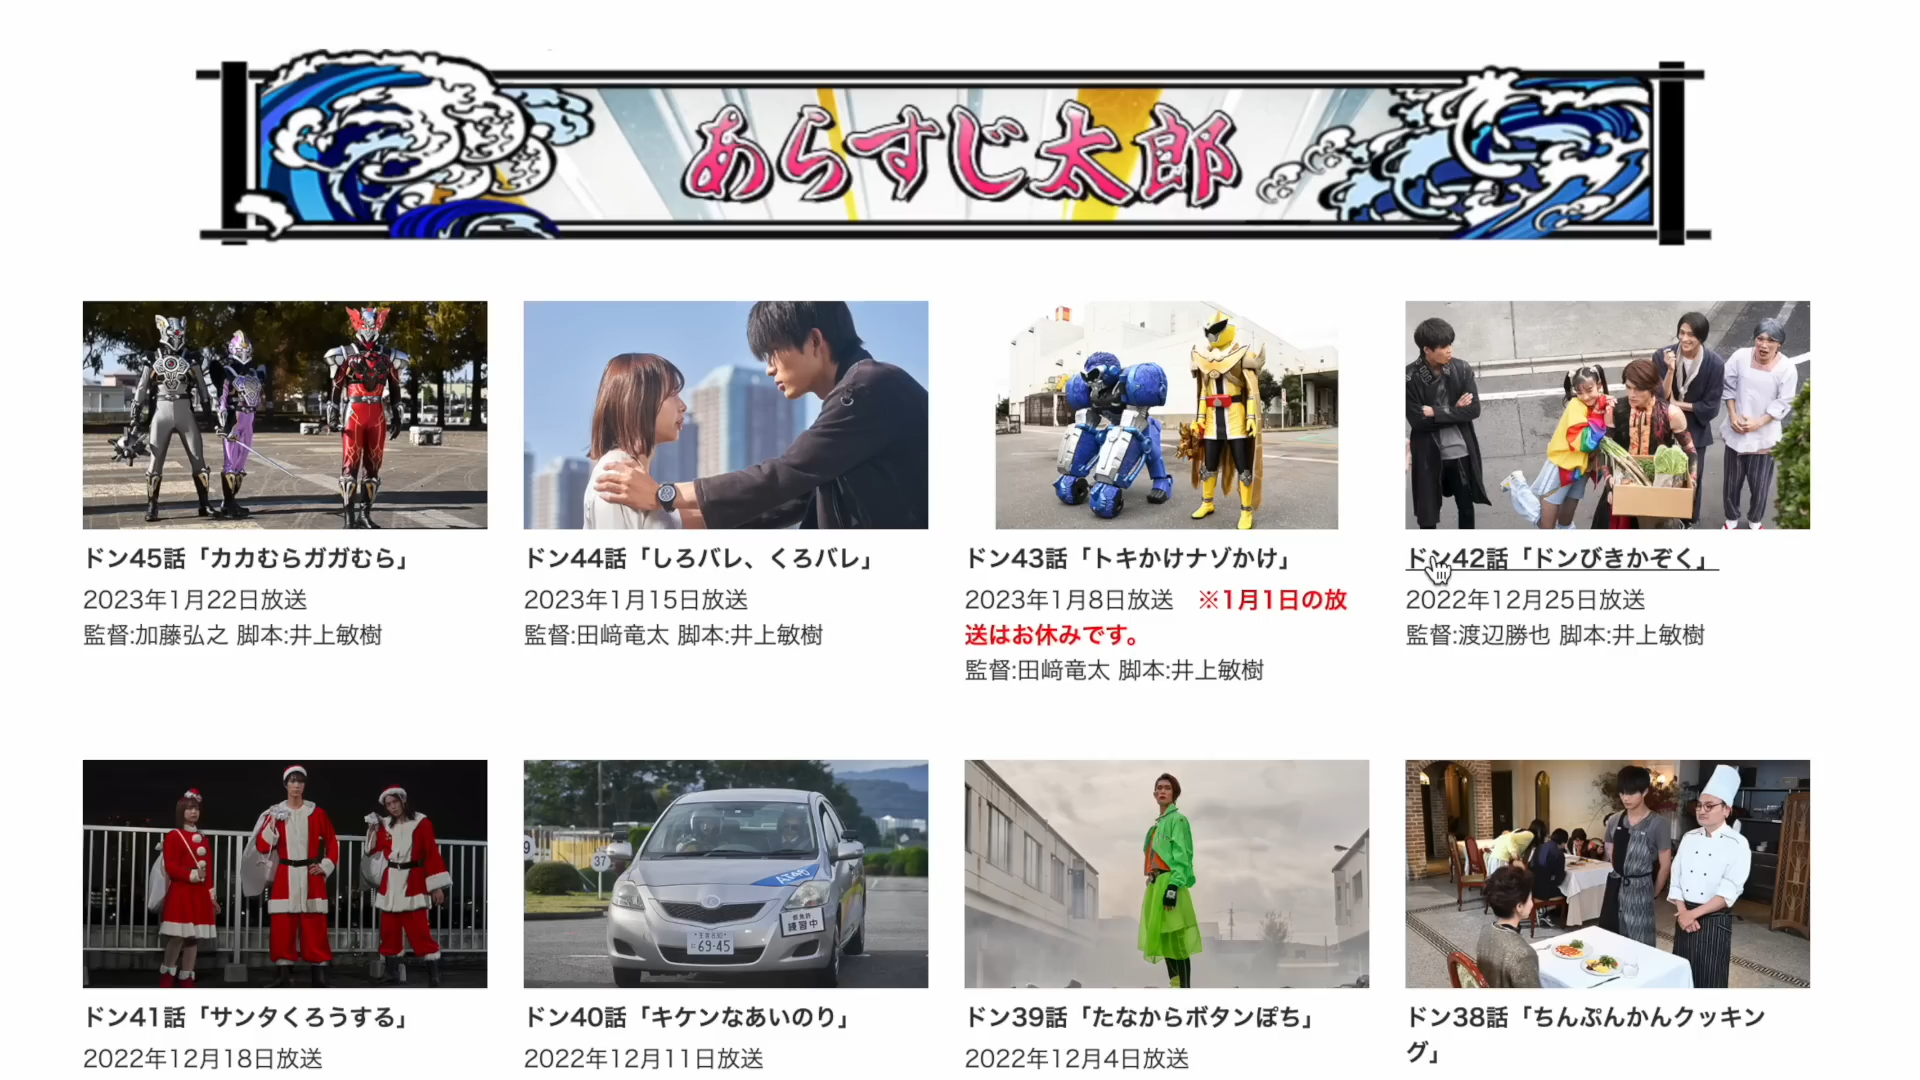 あらすじ太郎
ドン45話「カカむらガガむら」
2023年1月22日放送
監督:加藤弘之 脚本:井上敏樹
ドン44話「しろバレ、くろバレ」
2023年1月15日放送
監督:田﨑竜太 脚本:井上敏樹
ドン43話「トキかけナゾかけ」
2023年1月8日放送 ※1月1日の放
送はお休みです。
監督:田﨑竜太 脚本:井上敏樹
ドン42話「ドンびきかぞく」
2022年12月25日放送
監督:渡辺勝也 脚本:井上敏樹
37
練習中
69-45
ドン41話「サンタくろうする」
2022年12月18日放送
ドン40話「キケンなあいのり」
2022年12月11日放送
ドン39話「たなからボタンぽち」
2022年12月4日放送
ドン38話「ちんぷんかんクッキン
グ」